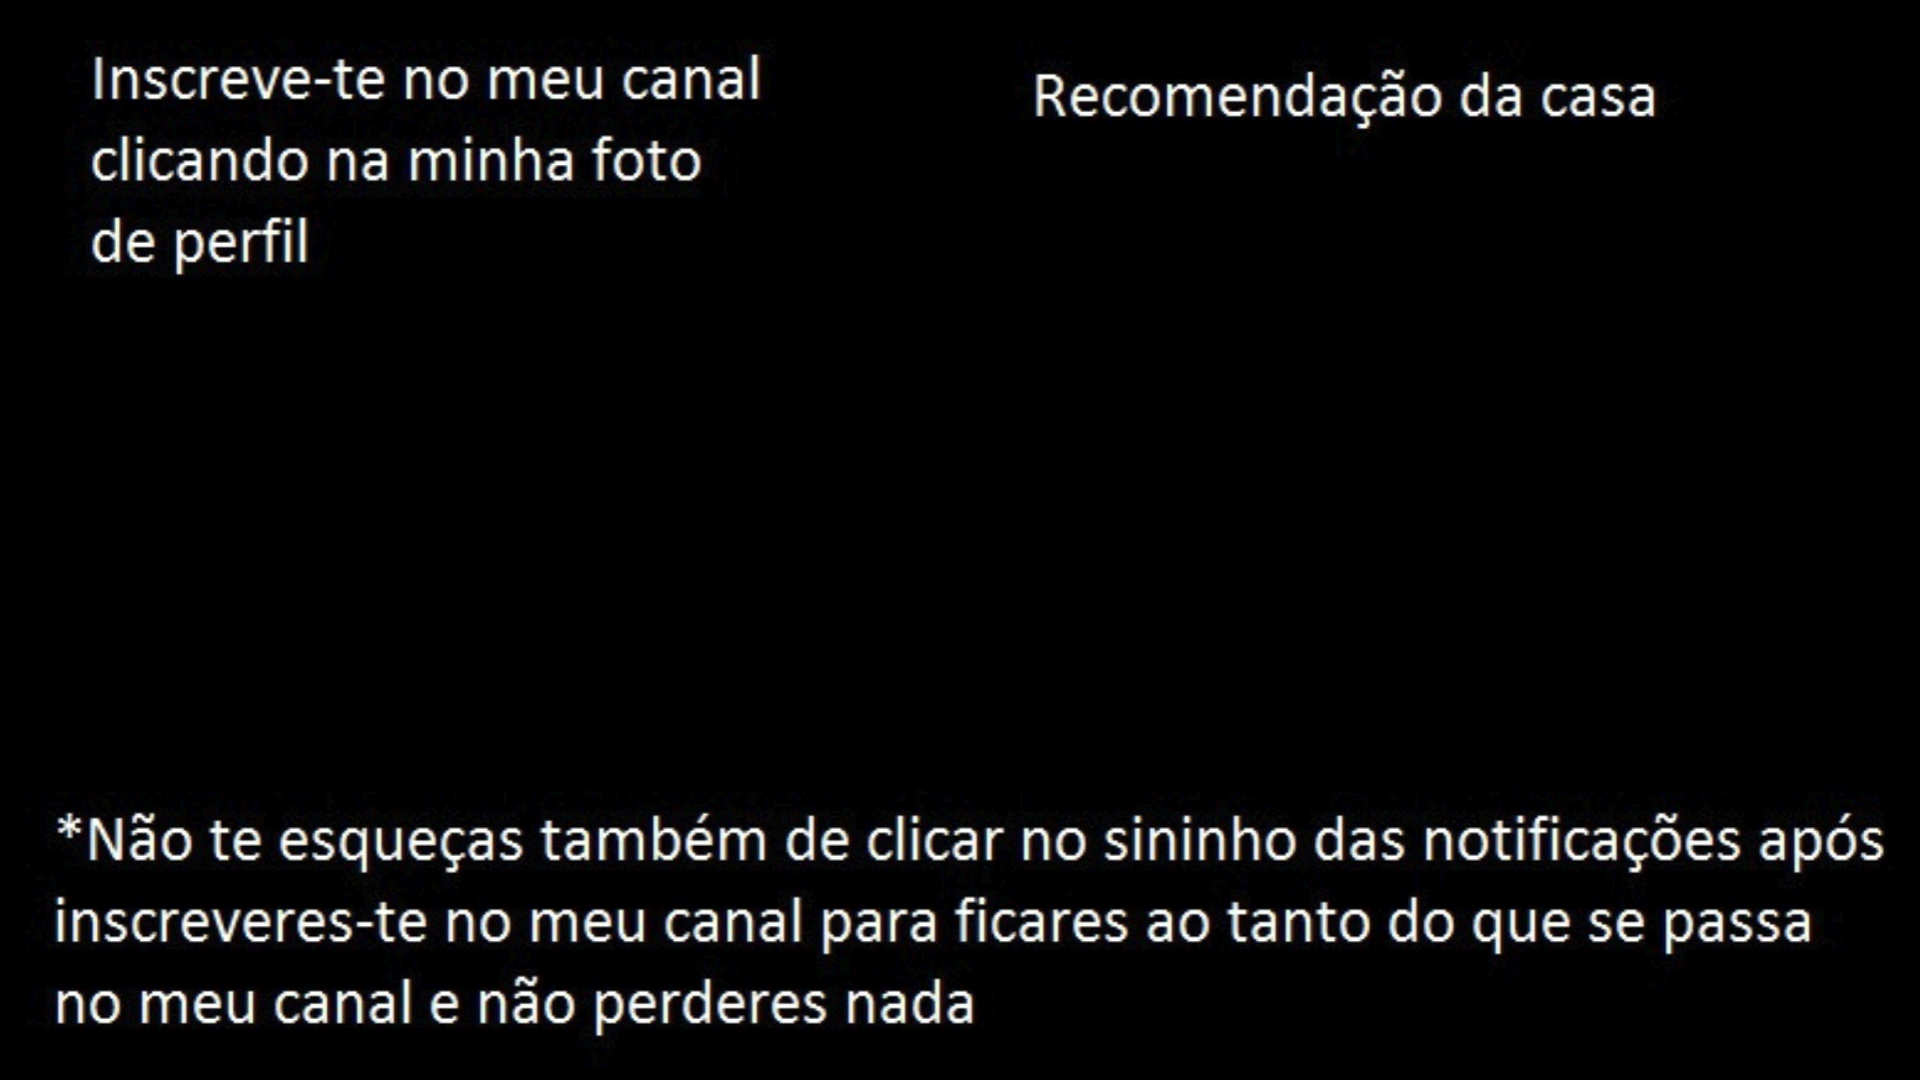 Inscreve-te no meu canal
clicando na minha foto
de perfil
Recomendação da casa
*Não te esqueças também de clicar no sininho das notificações após
inscreveres-te no meu canal para ficares ao tanto do que se passa
no meu canal e não perderes nada